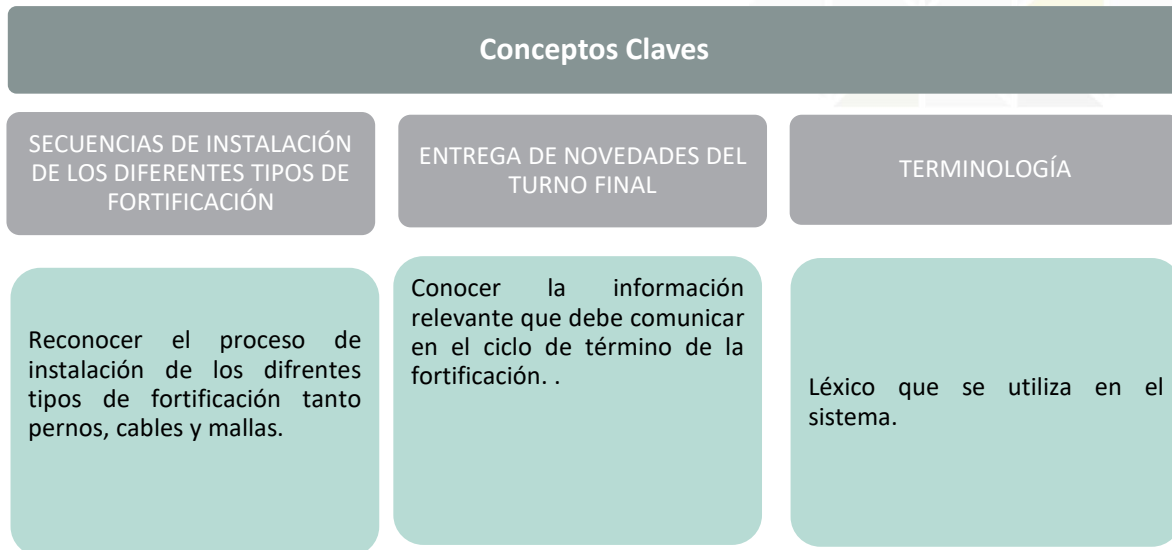 Conceptos Claves
SECUENCIAS DE INSTALACIÓN
DE LOS DIFERENTES TIPOS DE
FORTIFICACIÓN
Reconocer el proceso de
instalación de los difrentes
tipos de fortificación tanto
pernos, cables y mallas.
ENTREGA DE NOVEDADES DEL
TURNO FINAL
Conocer la información
relevante que debe comunicar
en el ciclo de término de la
fortificación. .
TERMINOLOGÍA
Léxico que se utiliza en el
sistema.